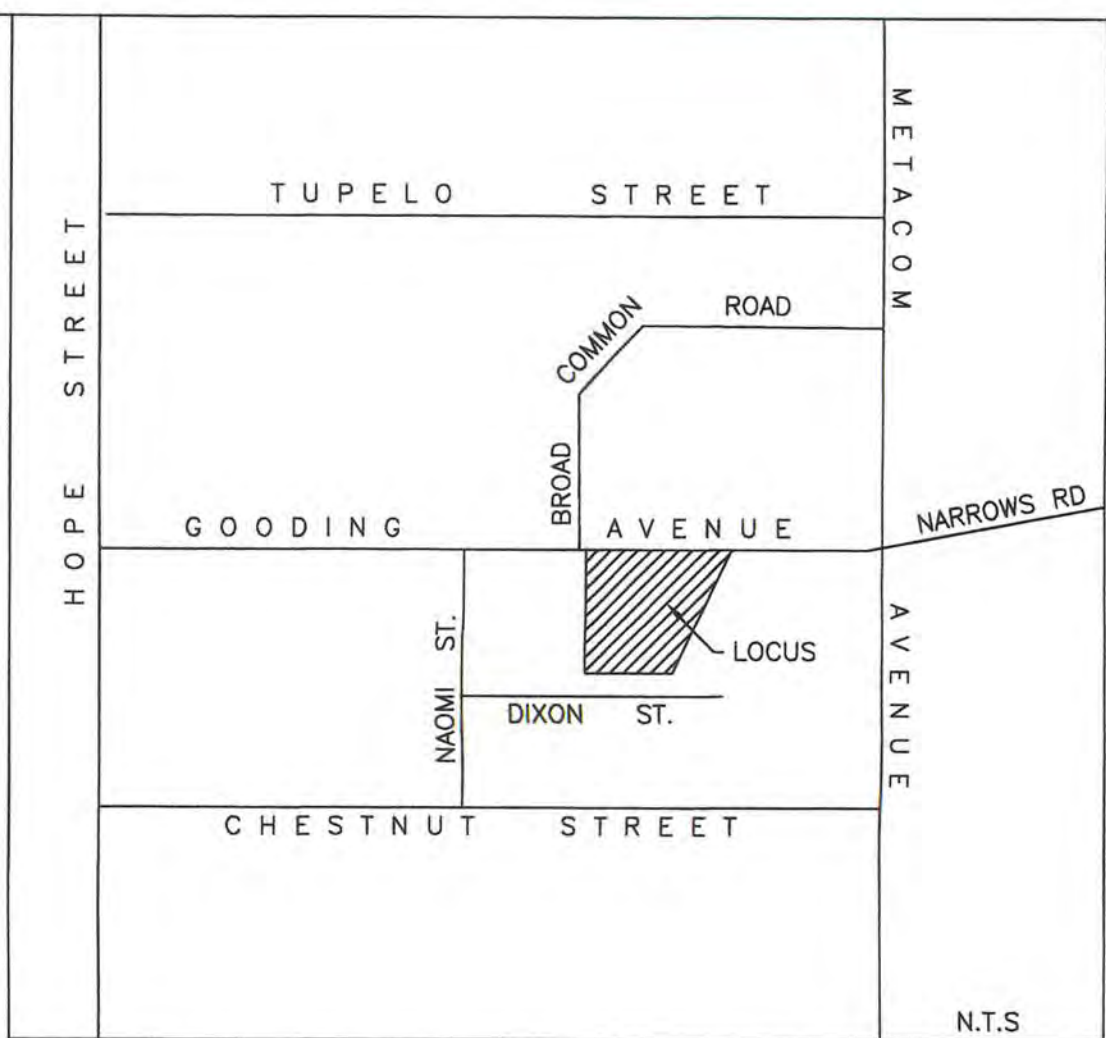 TUPELO STREET
METACOM
HOPE STREET
COMMON
ROAD
BROAD
GOODING
AVENUE
NARROWS RD
AVENUE
LOCUS
NAOMI ST.
DIXON ST.
CHESTNUT STREET
N.T.S